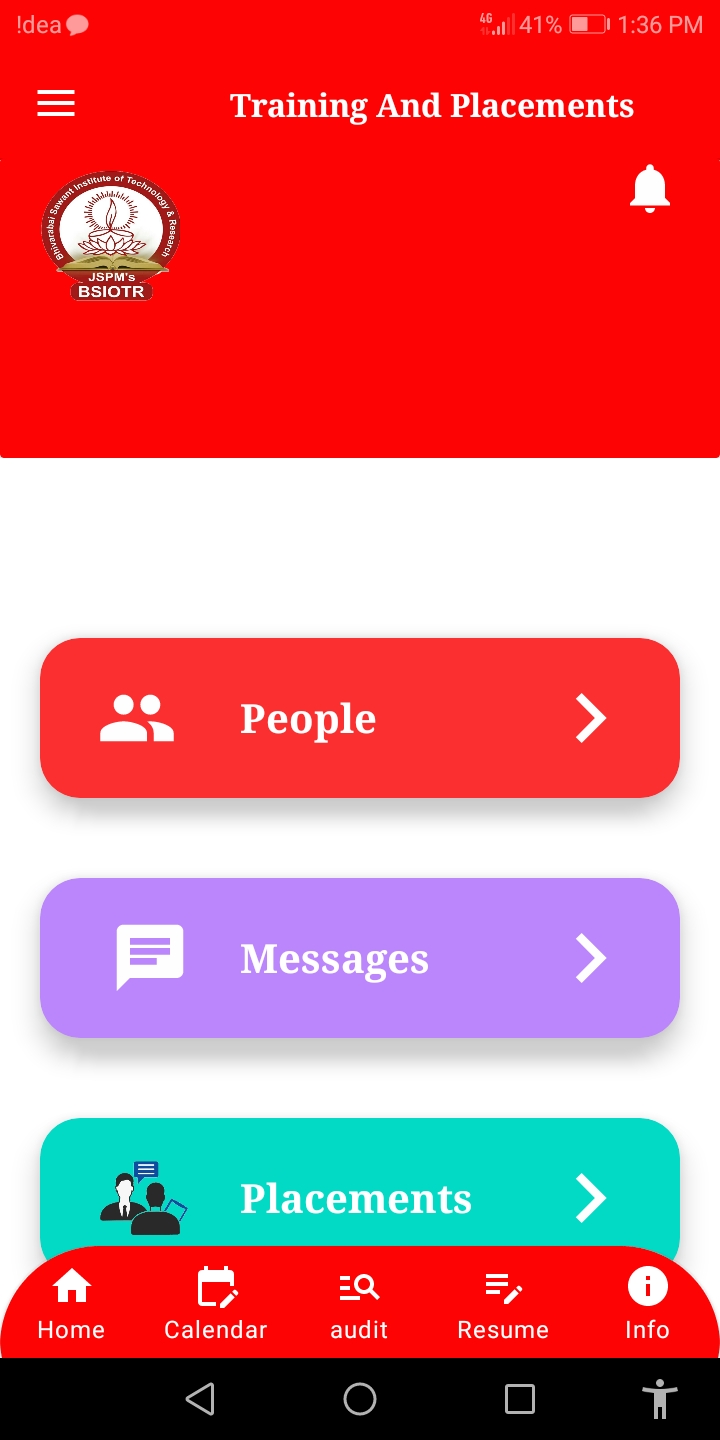 !dea 4G 41% 1:36 PM
Training And Placements
Bhivarabai Sawant Institute of Technology & Research
JSPM's
BSIOTR
People
Messages
Placements
Home Calendar audit Resume Info